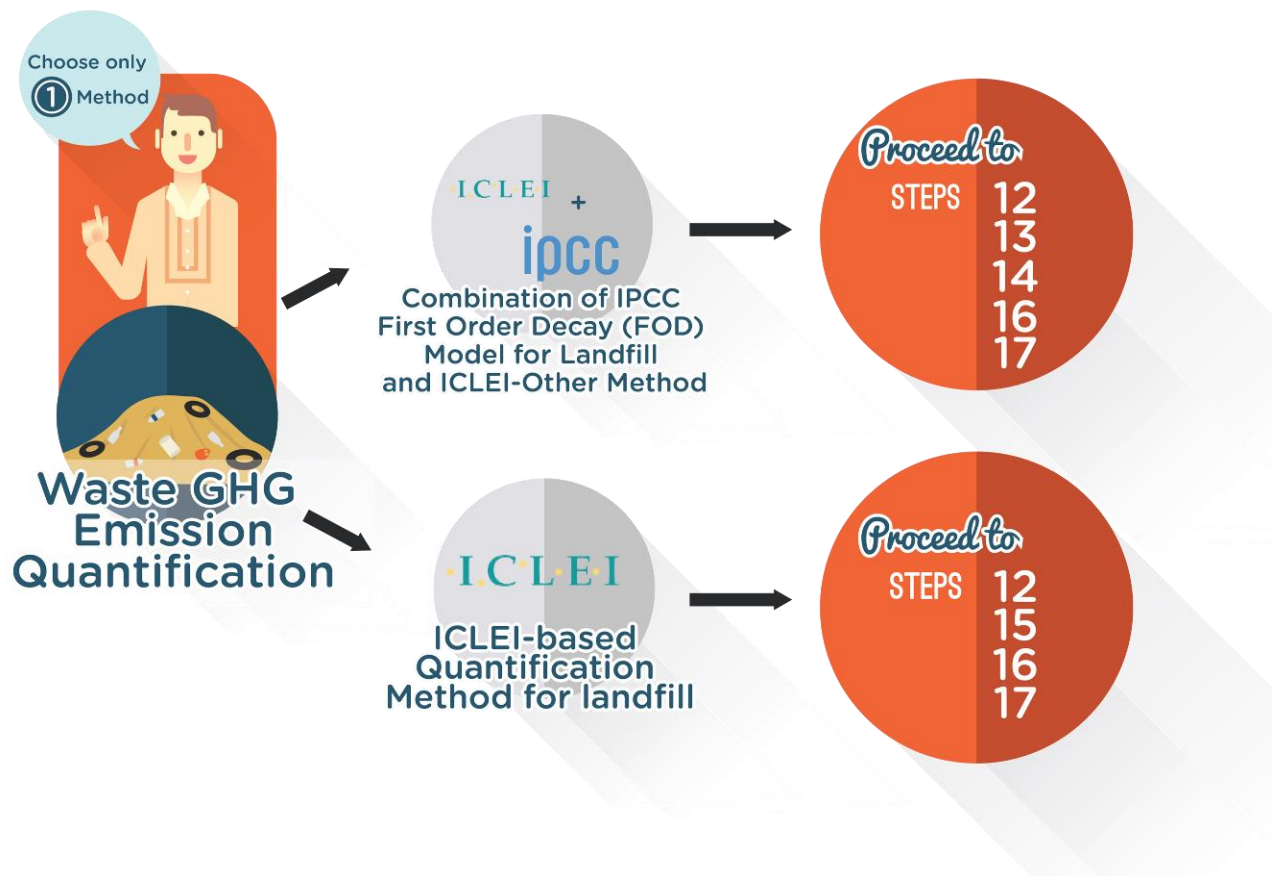 Choose only
1 Method
Waste GHG
Emission
Quantification
·I·C·L·E·I
+
ipcc
Combination of IPCC
First Order Decay (FOD)
Model for Landfill
and ICLEI-Other Method
Proceed to
STEPS 12
13
14
16
17
·I·C·L·E·I
ICLEI-based
Quantification
Method for landfill
Proceed to
STEPS 12
15
16
17